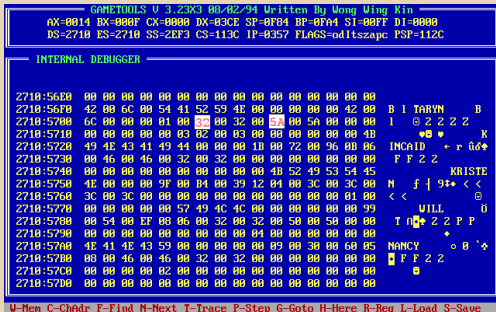 GAMETOOLS V 3.23X3 08/02/94 Written By Wong Wing Kin
AX=0014 BX=000F CX=0000 DX=03CE SP=0F84 BP=0FA4 SI=00FF DI=0000
DS=2710 ES=2710 SS=2EF3 CS=113C IP=0357 FLAGS=odItszapc PSP=112C
INTERNAL DEBUGGER
2710:56E0 00 00 00 00 00 00 00 00 00 00 00 00 00 00 00 00
2710:56F0 42 00 6C 00 54 41 52 59 4E 00 00 00 00 00 42 00 B l TARYN B
2710:5700 6C 00 00 00 01 00 32 00 32 00 5A 00 5A 00 00 00 l ☺ 2 2 Z Z
2710:5710 00 00 00 00 00 03 02 02 00 03 00 00 00 00 00 4B ♥☻ ♥ K
2710:5720 49 4E 43 41 49 44 00 00 00 1B 00 72 00 96 0B 06 INCAID ← r û♂♠
2710:5730 00 46 00 46 00 32 00 32 00 00 00 00 00 00 00 00 F F 2 2
2710:5740 00 00 00 00 00 00 00 00 00 00 4B 52 49 53 54 45 KRISTE
2710:5750 4E 00 00 00 9F 00 B4 00 39 12 04 00 3C 00 3C 00 N ƒ ┤ 9↕♦ < <
2710:5760 3C 00 3C 00 00 00 00 00 00 00 00 00 00 00 01 00 < < ☺
2710:5770 00 00 00 00 00 57 49 4C 4C 00 00 00 00 00 00 99 WILL Ö
2710:5780 00 54 00 EF 08 06 00 32 00 32 00 50 00 50 00 00 T ∩◘♠ 2 2 P P
2710:5790 00 00 00 00 00 00 00 00 00 04 00 00 00 00 00 00 ♦
2710:57A0 4E 41 4E 43 59 00 00 00 00 00 09 00 30 00 60 05 NANCY ○ 0 `♣
2710:57B0 08 00 46 00 46 00 32 00 32 00 00 00 00 00 00 00 ◘ F F 2 2
2710:57C0 00 00 00 00 00 02 00 00 00 00 00 00 00 00 00 00 ☻
2710:57D0 00 00 00 00 00 00 00 00 00 00 00 00 00 00 00 00
M-Mem C-ChAdr F-Find N-Next T-Trace P-Step G-Goto H-Here R-Reg L-Load S-Save